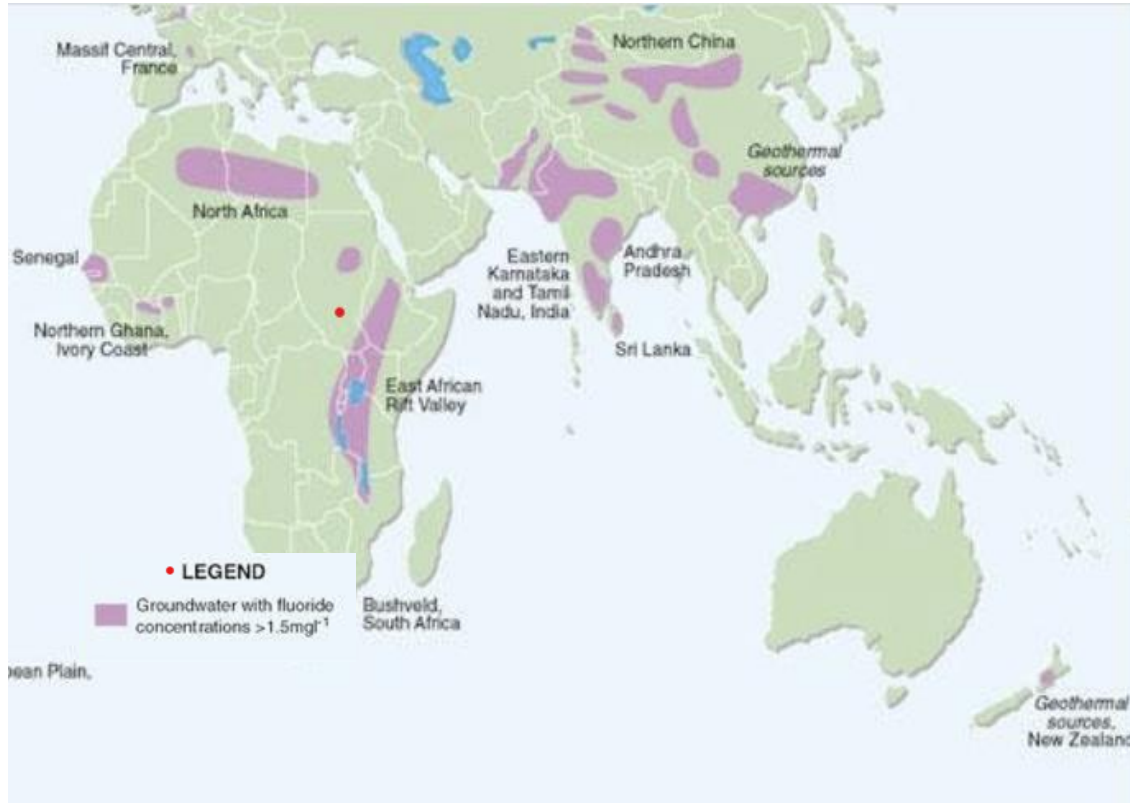 Massif Central,
France
Northern China
Geothermal
sources
North Africa
Senegal
Eastern
Karnataka
and Tamil
Nadu, India
Andhra
Pradesh
Northern Ghana,
Ivory Coast
Sri Lanka
East African
Rift Valley
LEGEND
Groundwater with fluoride
concentrations >1.5mgl⁻¹
Bushveld,
South Africa
pean Plain,
Geothermal
sources,
New Zealand